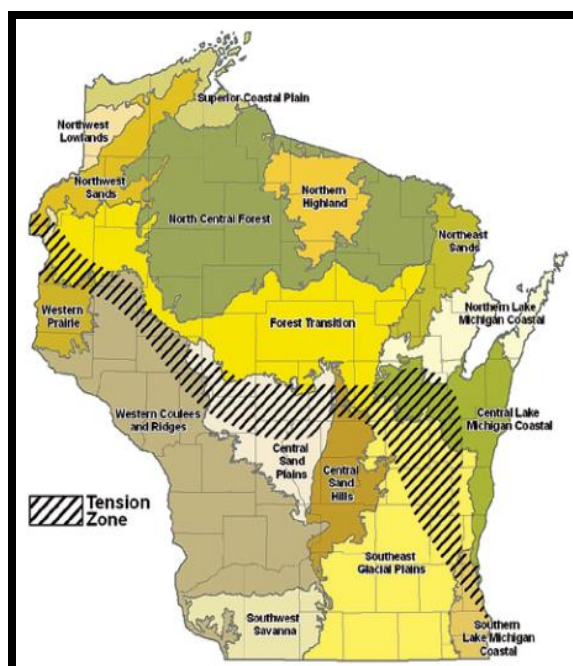 Superior Coastal Plain
Northwest
Lowlands
Northwest
Sands
North Central Forest
Northern
Highland
Northeast
Sands
Northern Lake
Michigan Coastal
Western
Prairie
Forest Transition
Western Coulees
and Ridges
Central
Sand
Plains
Central
Sand
Hills
Central Lake
Michigan Coastal
Tension
Zone
Southeast
Glacial Plains
Southwest
Savanna
Southern
Lake Michigan
Coastal